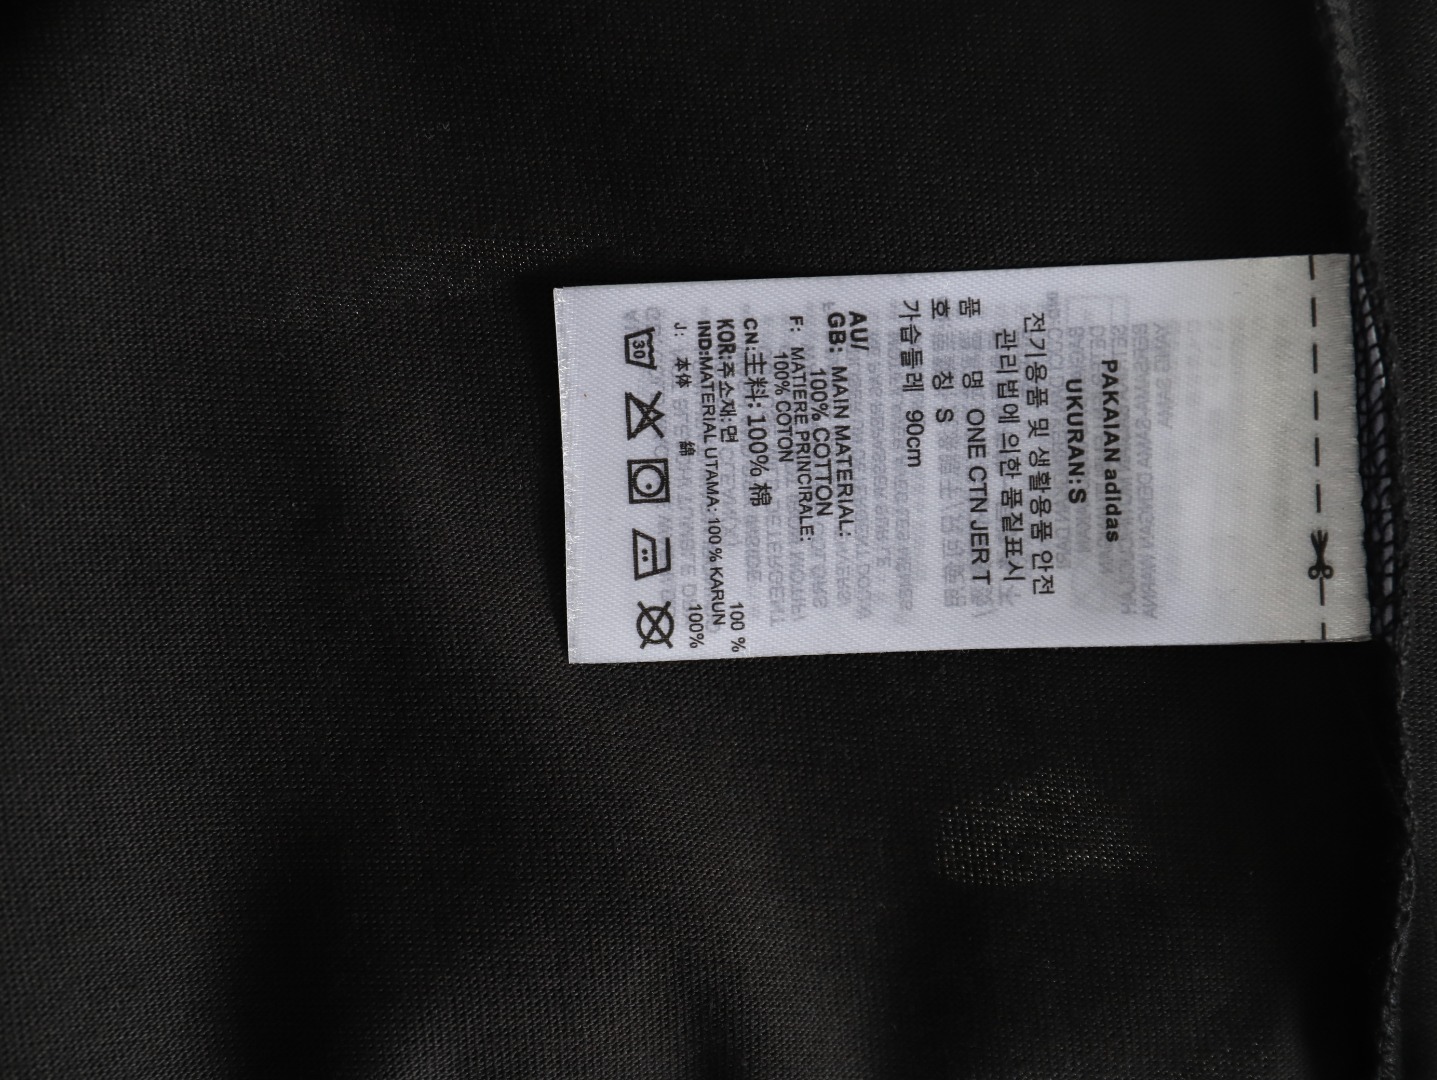 PAKAIAN adidas
UKURAN: S
전기용품 및 생활용품 안전
관리법에 의한 품질표시
품 명 ONE CTN JER T
호 칭 S
가슴둘레 90cm
AU/
GB: MAIN MATERIAL:
100% COTTON
F: MATIERE PRINCIRALE:
100% COTON
CN:主料: 100% 棉
KOR:주소재:면 100 %
IND:MATERIAL UTAMA: 100% KARUN
J: 本体 綿 100%
30